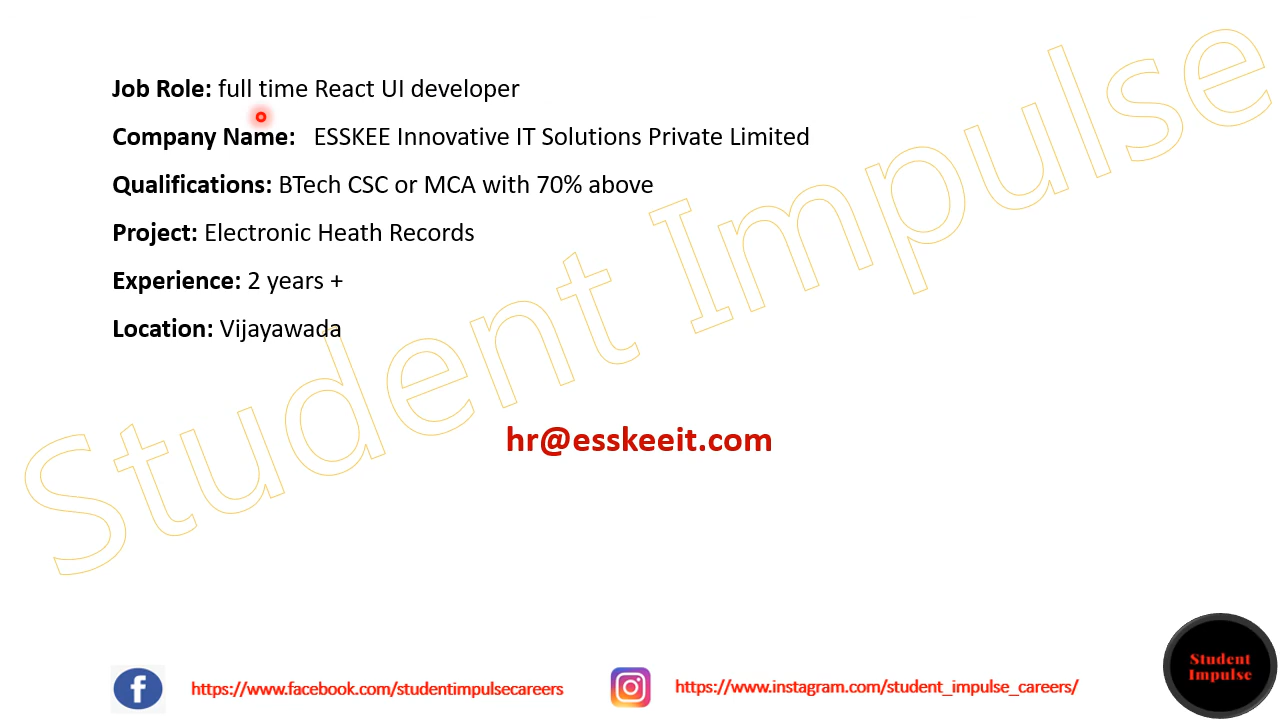 Job Role: full time React UI developer
Company Name: ESSKEE Innovative IT Solutions Private Limited
Qualifications: BTech CSC or MCA with 70% above
Project: Electronic Heath Records
Experience: 2 years +
Location: Vijayawada
Student Impulse
hr@esskeeit.com
https://www.facebook.com/studentimpulsecareers
https://www.instagram.com/student_impulse_careers/
Student
Impulse